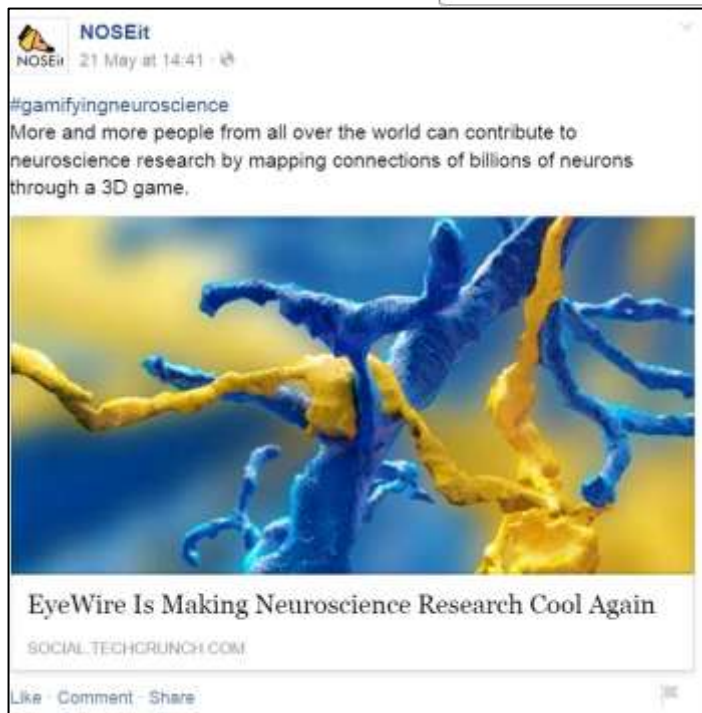 NOSEit
NOSEit
21 May at 14:41
#gamifyingneuroscience
More and more people from all over the world can contribute to
neuroscience research by mapping connections of billions of neurons
through a 3D game.
EyeWire Is Making Neuroscience Research Cool Again
SOCIAL.TECHCRUNCH.COM
Like · Comment · Share